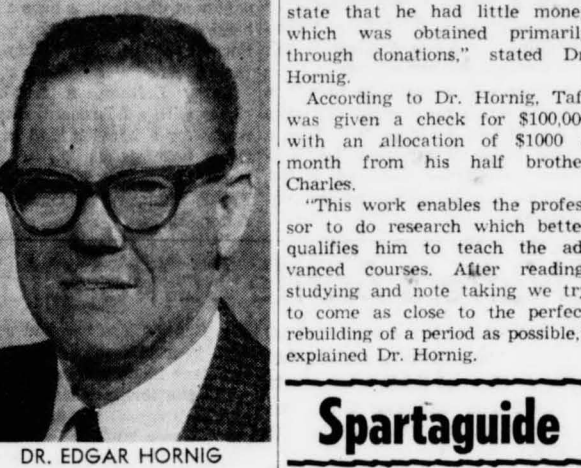 DR. EDGAR HORNIG
state that he had little mone
which was obtained primaril
through donations," stated D
Hornig.
According to Dr. Hornig, Taf
was given a check for $100,00
with an allocation of $1000
month from his half brothe
Charles.
"This work enables the profes
sor to do research which bette
qualifies him to teach the ad
vanced courses. After reading
studying and note taking we tr
to come as close to the perfec
rebuilding of a period as possible,
explained Dr. Hornig.
Spartaguide